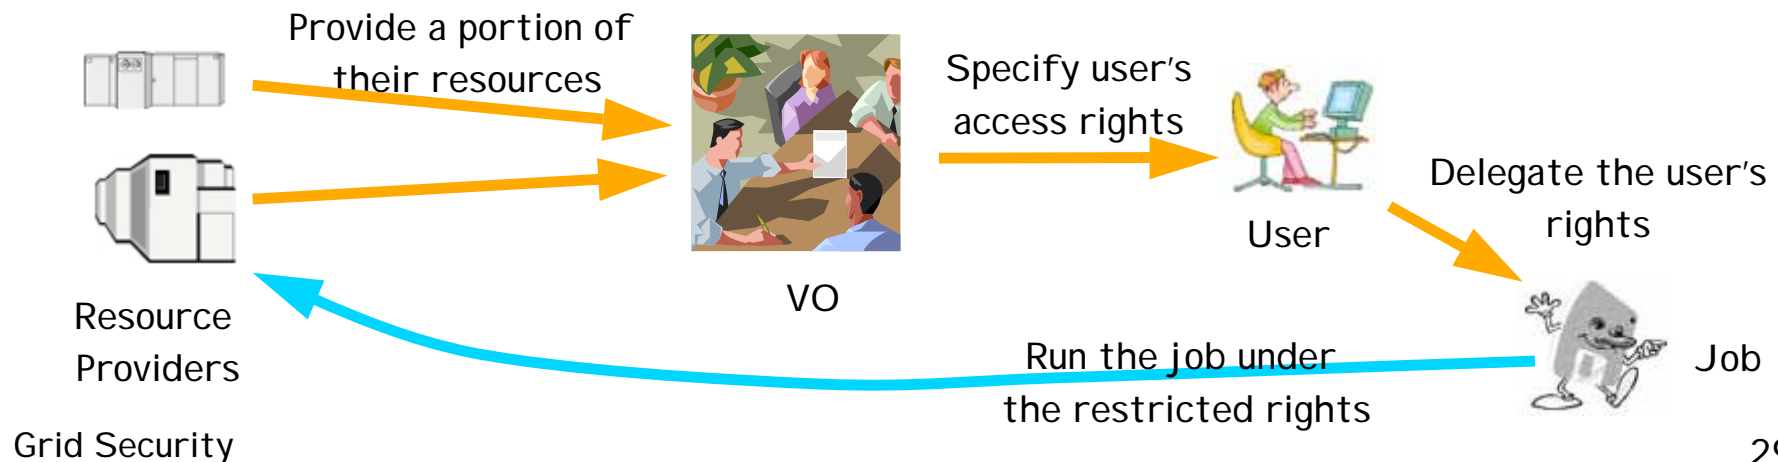 Provide a portion of
their resources
Specify user's
access rights
Delegate the user's
rights
User
VO
Resource
Providers
Run the job under
the restricted rights
Job
Grid Security
29